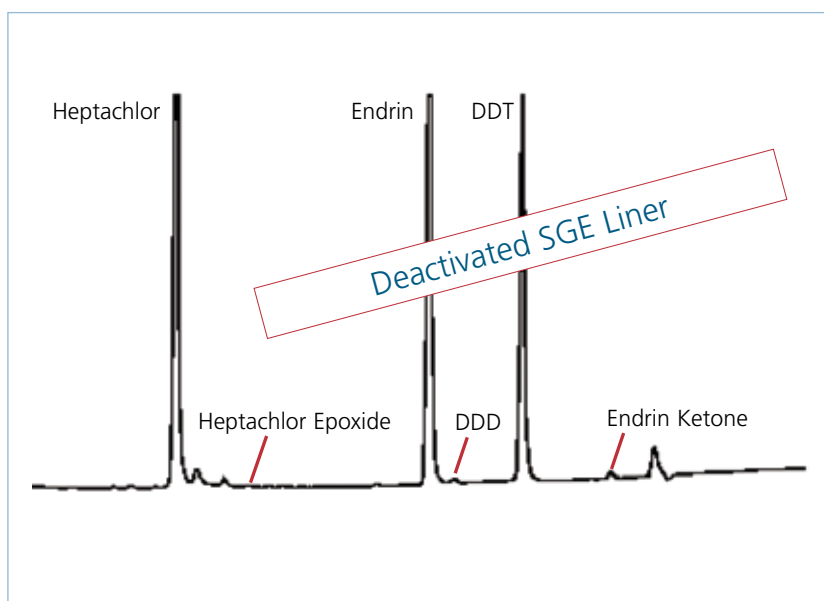 Heptachlor
Endrin
DDT
Deactivated SGE Liner
Heptachlor Epoxide
DDD
Endrin Ketone